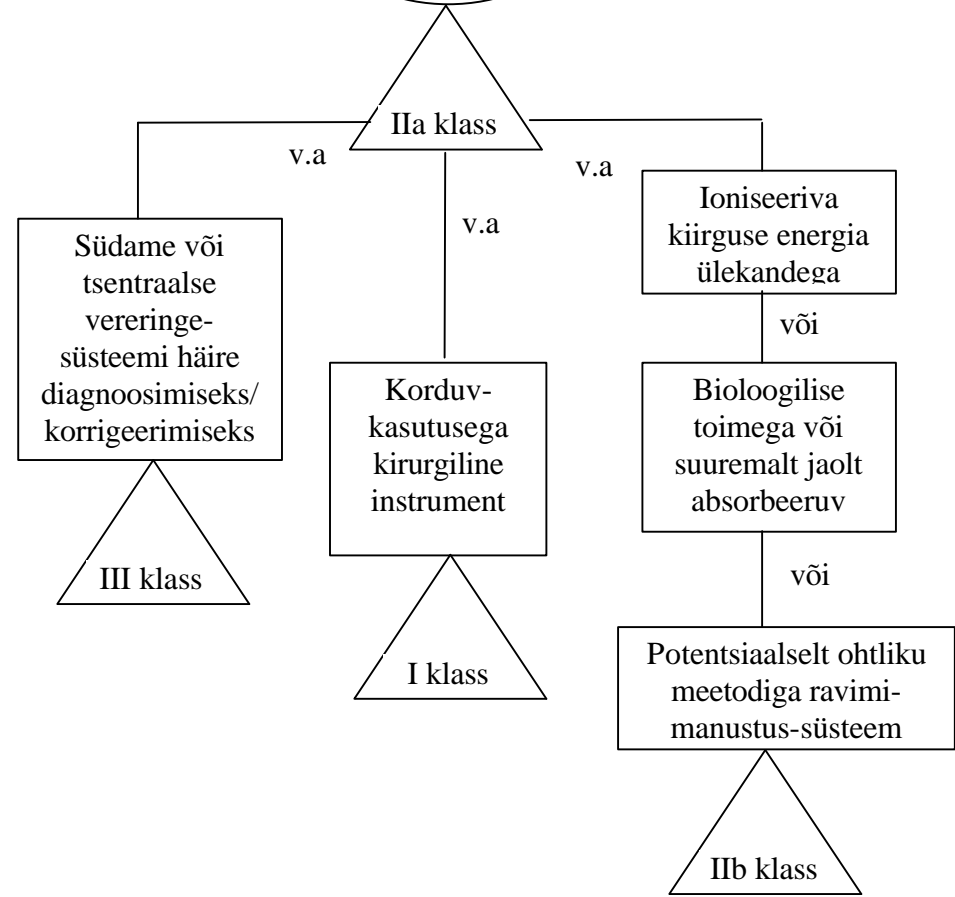 IIa klass
v.a
v.a
v.a
Südame või
tsentraalse
vereringe-
süsteemi häire
diagnoosimiseks/
korrigeerimiseks
III klass
Korduv-
kasutusega
kirurgiline
instrument
I klass
Ioniseeriva
kiirguse energia
ülekandega
või
Bioloogilise
toimega või
suuremalt jaolt
absorbeeruv
või
Potentsiaalselt ohtliku
meetodiga ravimi-
manustus-süsteem
IIb klass